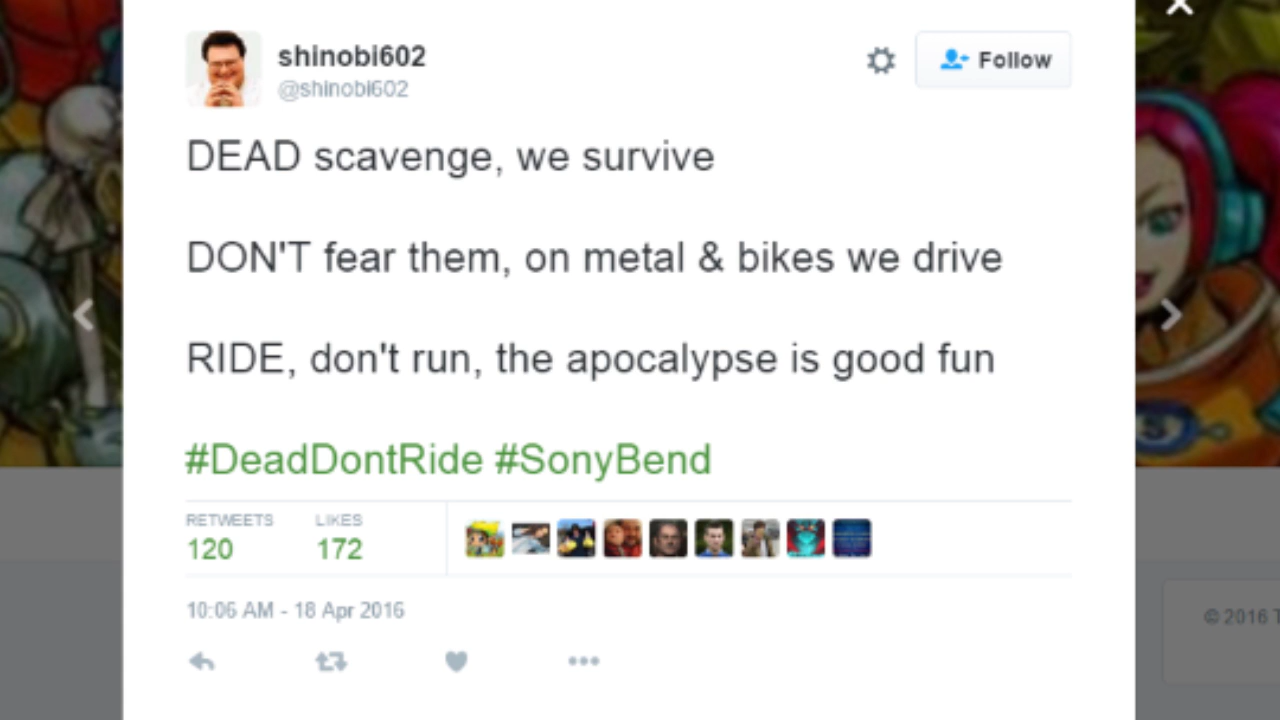 shinobi602
@shinobi602
Follow
DEAD scavenge, we survive
DON'T fear them, on metal & bikes we drive
RIDE, don't run, the apocalypse is good fun
#DeadDontRide #SonyBend
RETWEETS LIKES
120 172
10:06 AM - 18 Apr 2016
© 2016 T